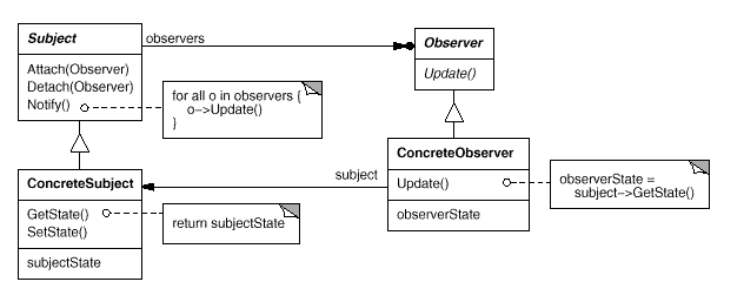 Subject
Attach(Observer)
Detach(Observer)
Notify()
observers
Observer
Update()
for all o in observers {
o–>Update()
}
ConcreteSubject
GetState()
SetState()
subjectState
return subjectState
subject
ConcreteObserver
Update()
observerState
observerState =
subject–>GetState()